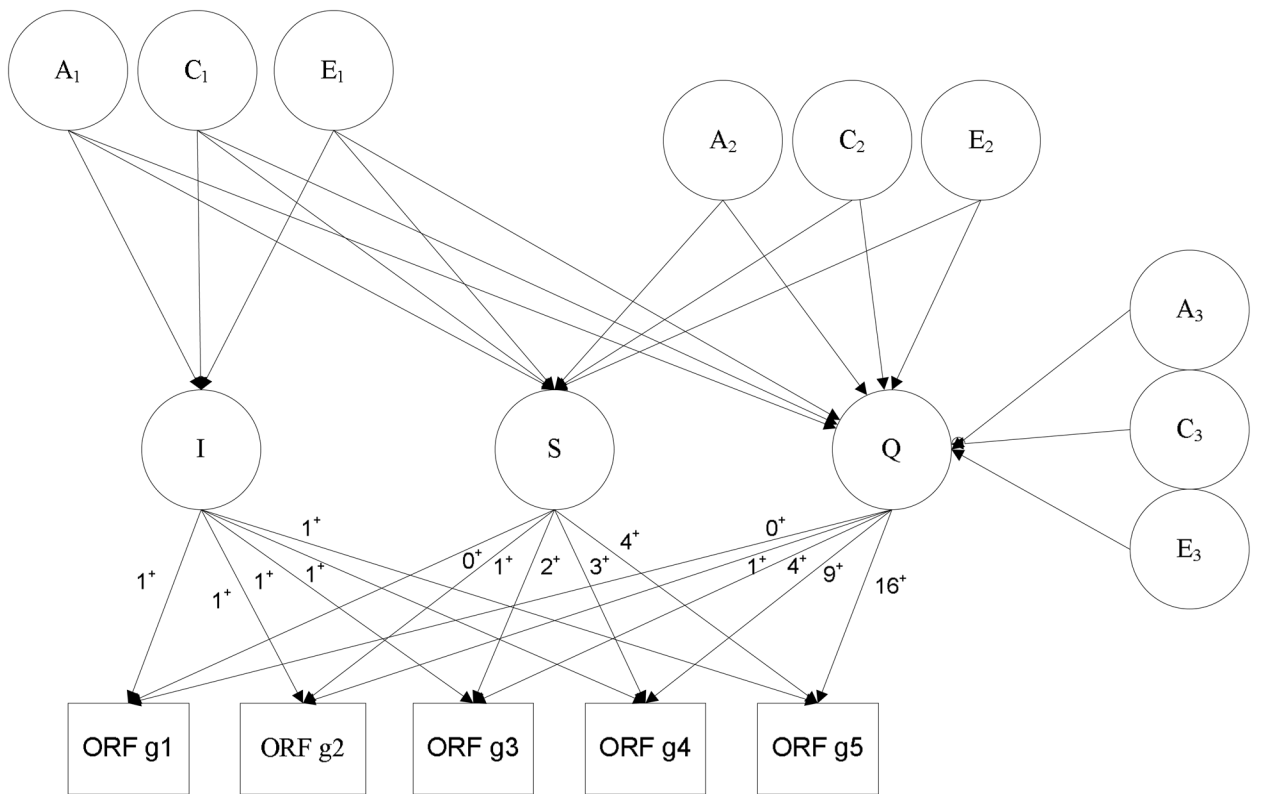 A₁ C₁ E₁
A₂ C₂ E₂
A₃
C₃
E₃
I S Q
1⁺ 0⁺ 4⁺
1⁺ 1⁺ 1⁺ 0⁺ 1⁺ 2⁺ 3⁺ 1⁺ 4⁺ 9⁺ 16⁺
ORF g1 ORF g2 ORF g3 ORF g4 ORF g5